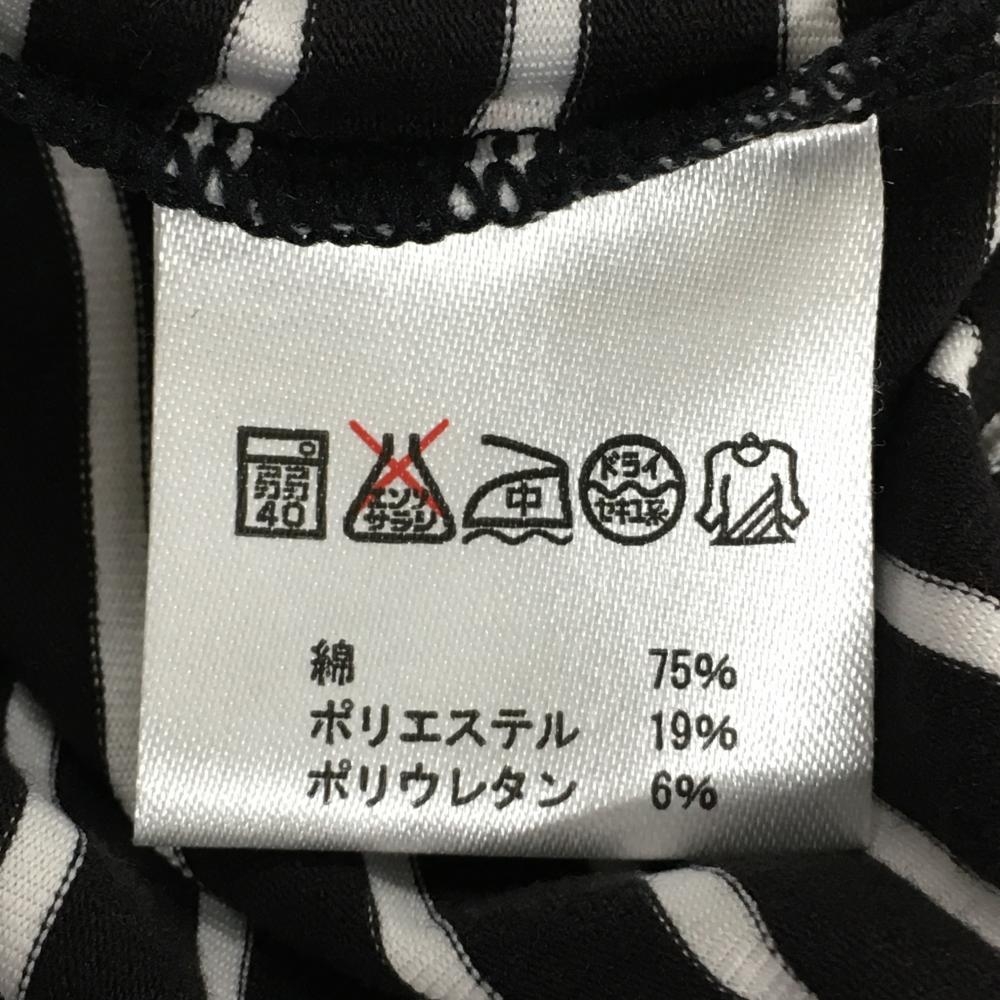 弱 弱
40
エンソ
サラシ
中
ドライ
セキユ系
綿 75%
ポリエステル 19%
ポリウレタン 6%